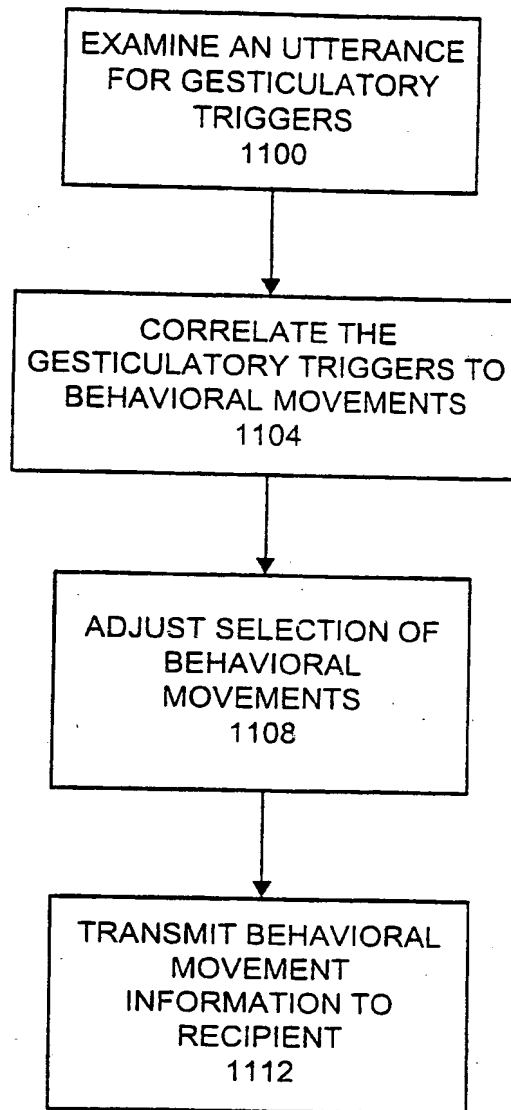 EXAMINE AN UTTERANCE
FOR GESTICULATORY
TRIGGERS
1100
CORRELATE THE
GESTICULATORY TRIGGERS TO
BEHAVIORAL MOVEMENTS
1104
ADJUST SELECTION OF
BEHAVIORAL
MOVEMENTS
1108
TRANSMIT BEHAVIORAL
MOVEMENT
INFORMATION TO
RECIPIENT
1112